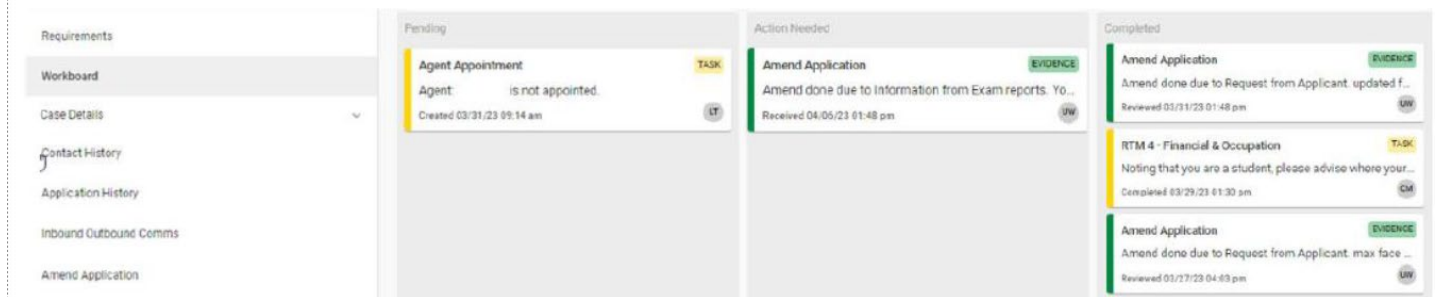 Requirements
Workboard
Case Details
Contact History
Application History
Inbound Outbound Comms
Amend Application
Pending
Agent Appointment TASK
Agent: is not appointed.
Created 03/31/23 09:14 am LT
Action Needed
Amend Application EVIDENCE
Amend done due to Information from Exam reports. Yo...
Received 04/06/23 01:48 pm UW
Completed
Amend Application EVIDENCE
Amend done due to Request from Applicant. updated f...
Reviewed 03/31/23 01:48 pm UW
RTM 4 - Financial & Occupation TASK
Noting that you are a student, please advise where your...
Completed 03/29/23 01:30 pm CM
Amend Application EVIDENCE
Amend done due to Request from Applicant. max face ...
Reviewed 03/27/23 04:03 pm UW